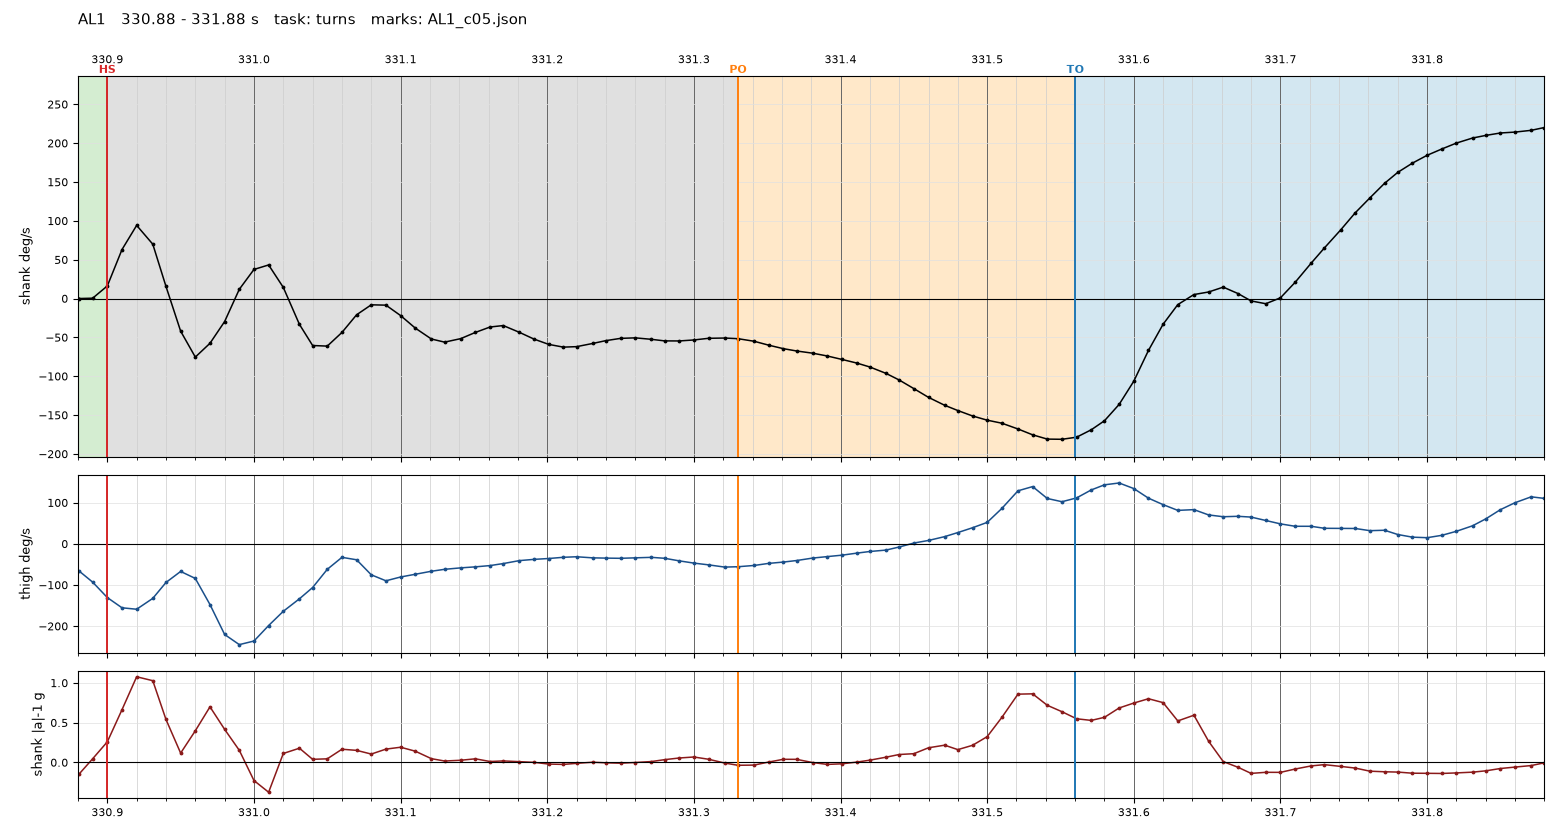 AL1   330.88 - 331.88 s   task: turns   marks: AL1_c05.json
330.9 331.0 331.1 331.2 331.3 331.4 331.5 331.6 331.7 331.8
HS PO TO
shank deg/s
250
200
150
100
50
0
−50
−100
−150
−200
thigh deg/s
100
0
−100
−200
shank |a|-1 g
1.0
0.5
0.0
330.9 331.0 331.1 331.2 331.3 331.4 331.5 331.6 331.7 331.8